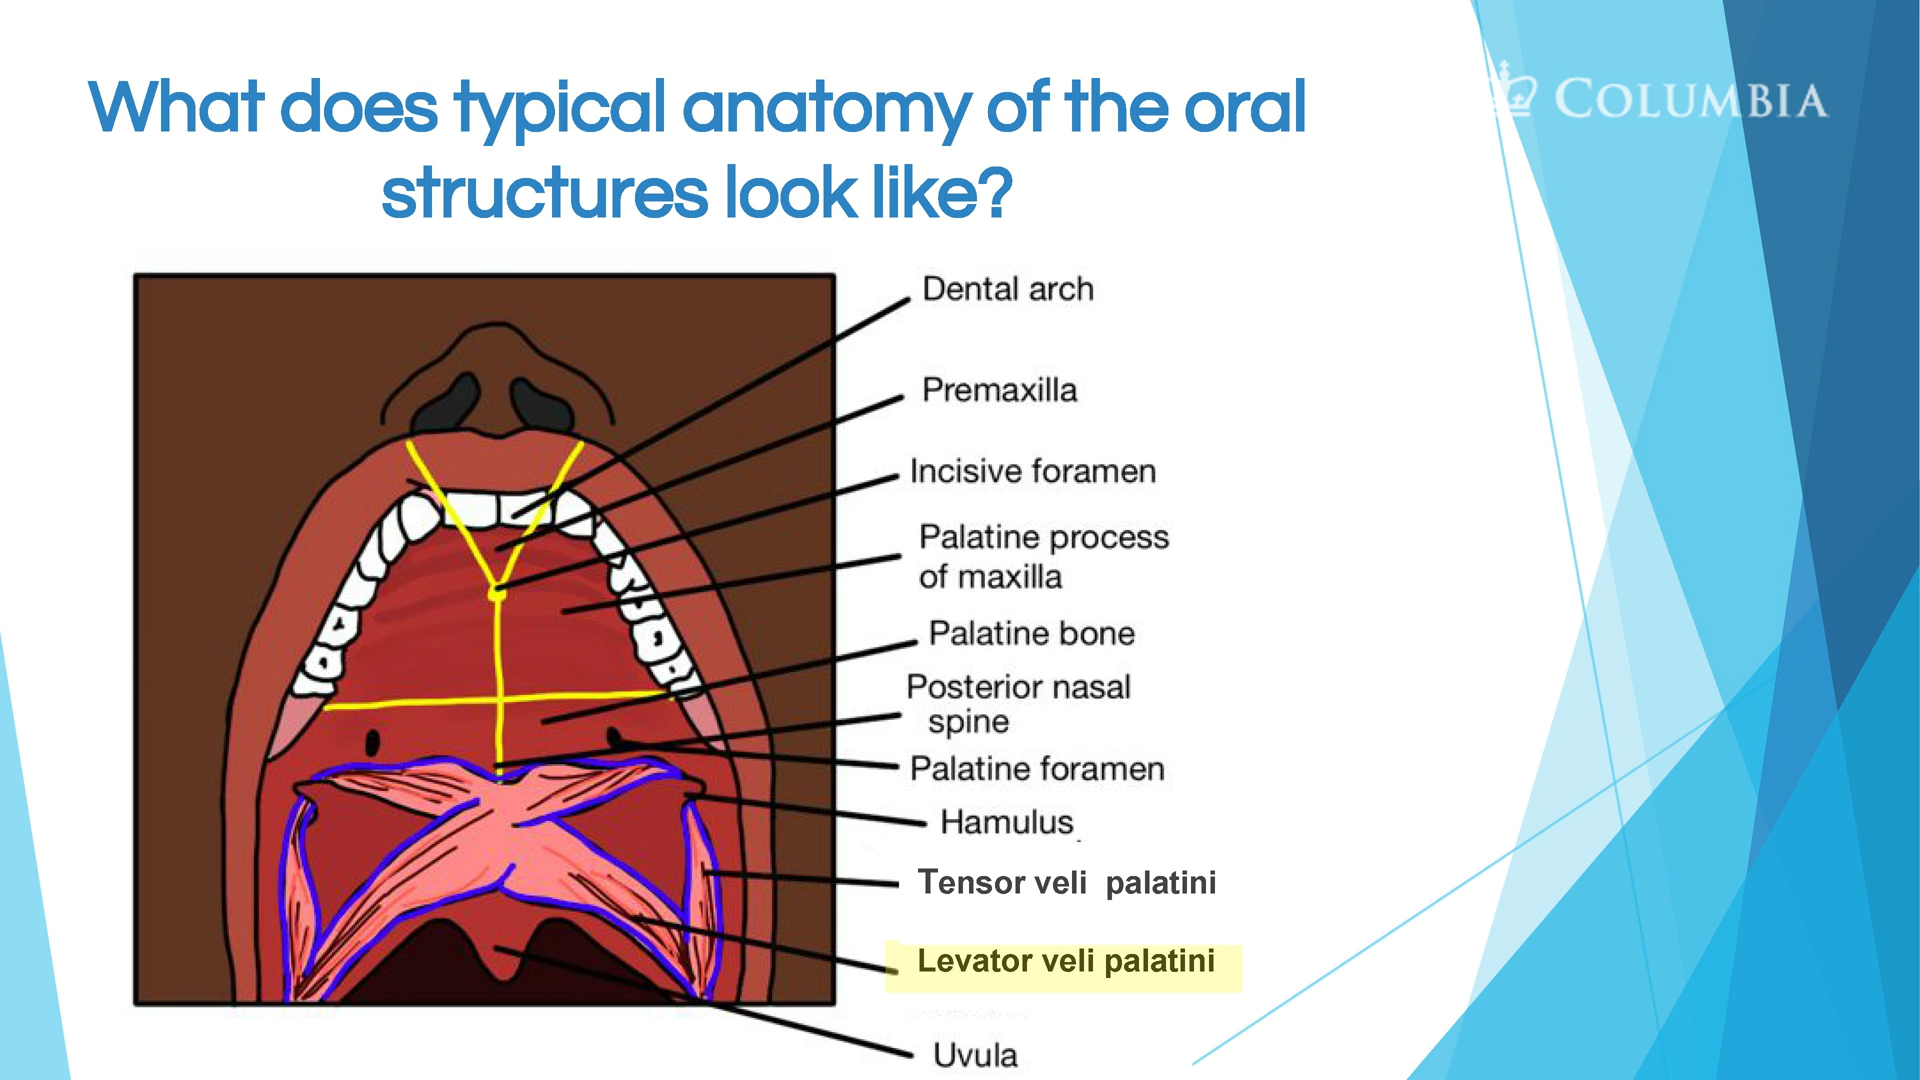 What does typical anatomy of the oral
structures look like?
COLUMBIA
Dental arch
Premaxilla
Incisive foramen
Palatine process
of maxilla
Palatine bone
Posterior nasal
spine
Palatine foramen
Hamulus
Tensor veli palatini
Levator veli palatini
Uvula